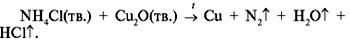 NH₄Cl(тв.) + Cu₂O(тв.) →ᵗ Cu + N₂↑ + H₂O↑ +
HCl↑.